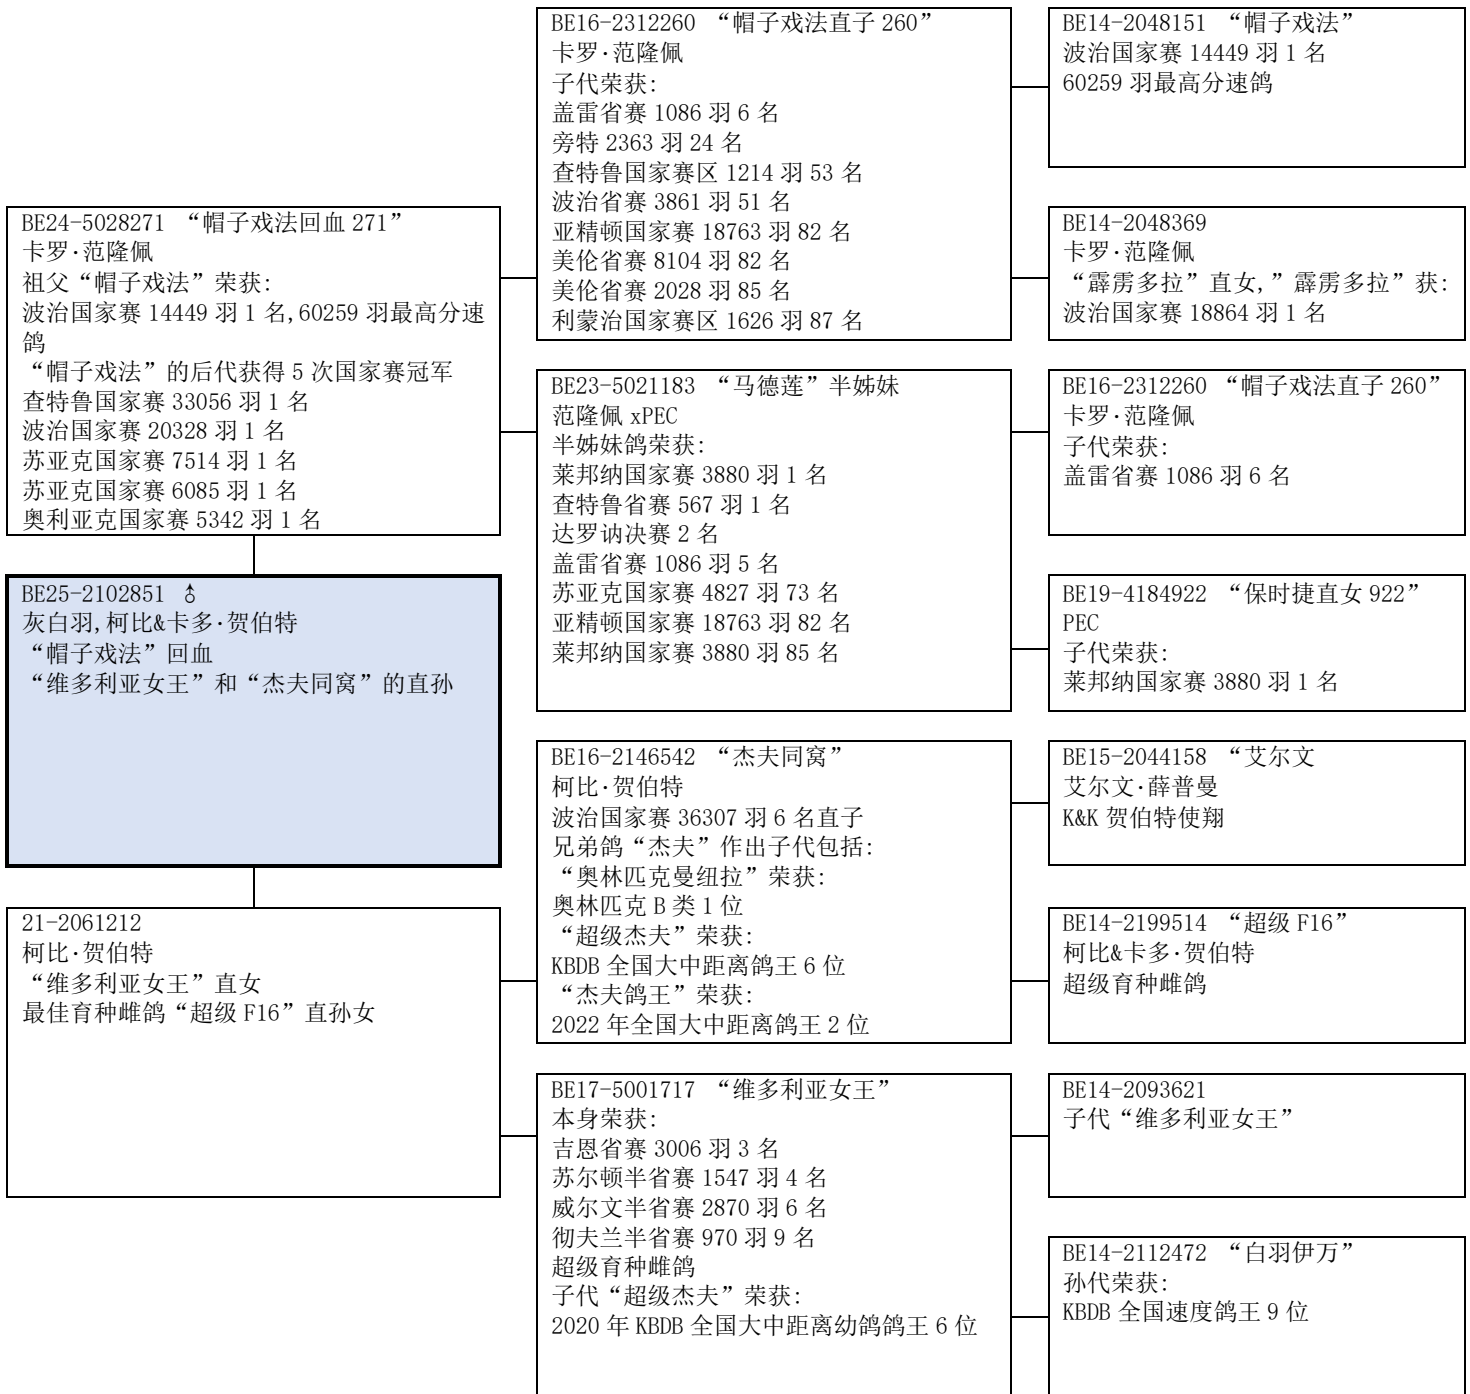 BE24-5028271 “帽子戏法回血 271”
卡罗·范隆佩
祖父“帽子戏法”荣获:
波治国家赛 14449 羽 1 名,60259 羽最高分速
鸽
“帽子戏法”的后代获得 5 次国家赛冠军
查特鲁国家赛 33056 羽 1 名
波治国家赛 20328 羽 1 名
苏亚克国家赛 7514 羽 1 名
苏亚克国家赛 6085 羽 1 名
奥利亚克国家赛 5342 羽 1 名
BE25-2102851 ♂
灰白羽,柯比&卡多·贺伯特
“帽子戏法”回血
“维多利亚女王”和“杰夫同窝”的直孙
21-2061212
柯比·贺伯特
“维多利亚女王”直女
最佳育种雌鸽“超级 F16”直孙女
BE16-2312260 “帽子戏法直子 260”
卡罗·范隆佩
子代荣获:
盖雷省赛 1086 羽 6 名
旁特 2363 羽 24 名
查特鲁国家赛区 1214 羽 53 名
波治省赛 3861 羽 51 名
亚精顿国家赛 18763 羽 82 名
美伦省赛 8104 羽 82 名
美伦省赛 2028 羽 85 名
利蒙治国家赛区 1626 羽 87 名
BE23-5021183 “马德莲”半姊妹
范隆佩 xPEC
半姊妹鸽荣获:
莱邦纳国家赛 3880 羽 1 名
查特鲁省赛 567 羽 1 名
达罗讷决赛 2 名
盖雷省赛 1086 羽 5 名
苏亚克国家赛 4827 羽 73 名
亚精顿国家赛 18763 羽 82 名
莱邦纳国家赛 3880 羽 85 名
BE16-2146542 “杰夫同窝”
柯比·贺伯特
波治国家赛 36307 羽 6 名直子
兄弟鸽“杰夫”作出子代包括:
“奥林匹克曼纽拉”荣获:
奥林匹克 B 类 1 位
“超级杰夫”荣获:
KBDB 全国大中距离鸽王 6 位
“杰夫鸽王”荣获:
2022 年全国大中距离鸽王 2 位
BE17-5001717 “维多利亚女王”
本身荣获:
吉恩省赛 3006 羽 3 名
苏尔顿半省赛 1547 羽 4 名
威尔文半省赛 2870 羽 6 名
彻夫兰半省赛 970 羽 9 名
超级育种雌鸽
子代“超级杰夫”荣获:
2020 年 KBDB 全国大中距离幼鸽鸽王 6 位
BE14-2048151 “帽子戏法”
波治国家赛 14449 羽 1 名
60259 羽最高分速鸽
BE14-2048369
卡罗·范隆佩
“霹雳多拉”直女,”霹雳多拉”获:
波治国家赛 18864 羽 1 名
BE16-2312260 “帽子戏法直子 260”
卡罗·范隆佩
子代荣获:
盖雷省赛 1086 羽 6 名
BE19-4184922 “保时捷直女 922”
PEC
子代荣获:
莱邦纳国家赛 3880 羽 1 名
BE15-2044158 “艾尔文
艾尔文·薛普曼
K&K 贺伯特使翔
BE14-2199514 “超级 F16”
柯比&卡多·贺伯特
超级育种雌鸽
BE14-2093621
子代“维多利亚女王”
BE14-2112472 “白羽伊万”
孙代荣获:
KBDB 全国速度鸽王 9 位